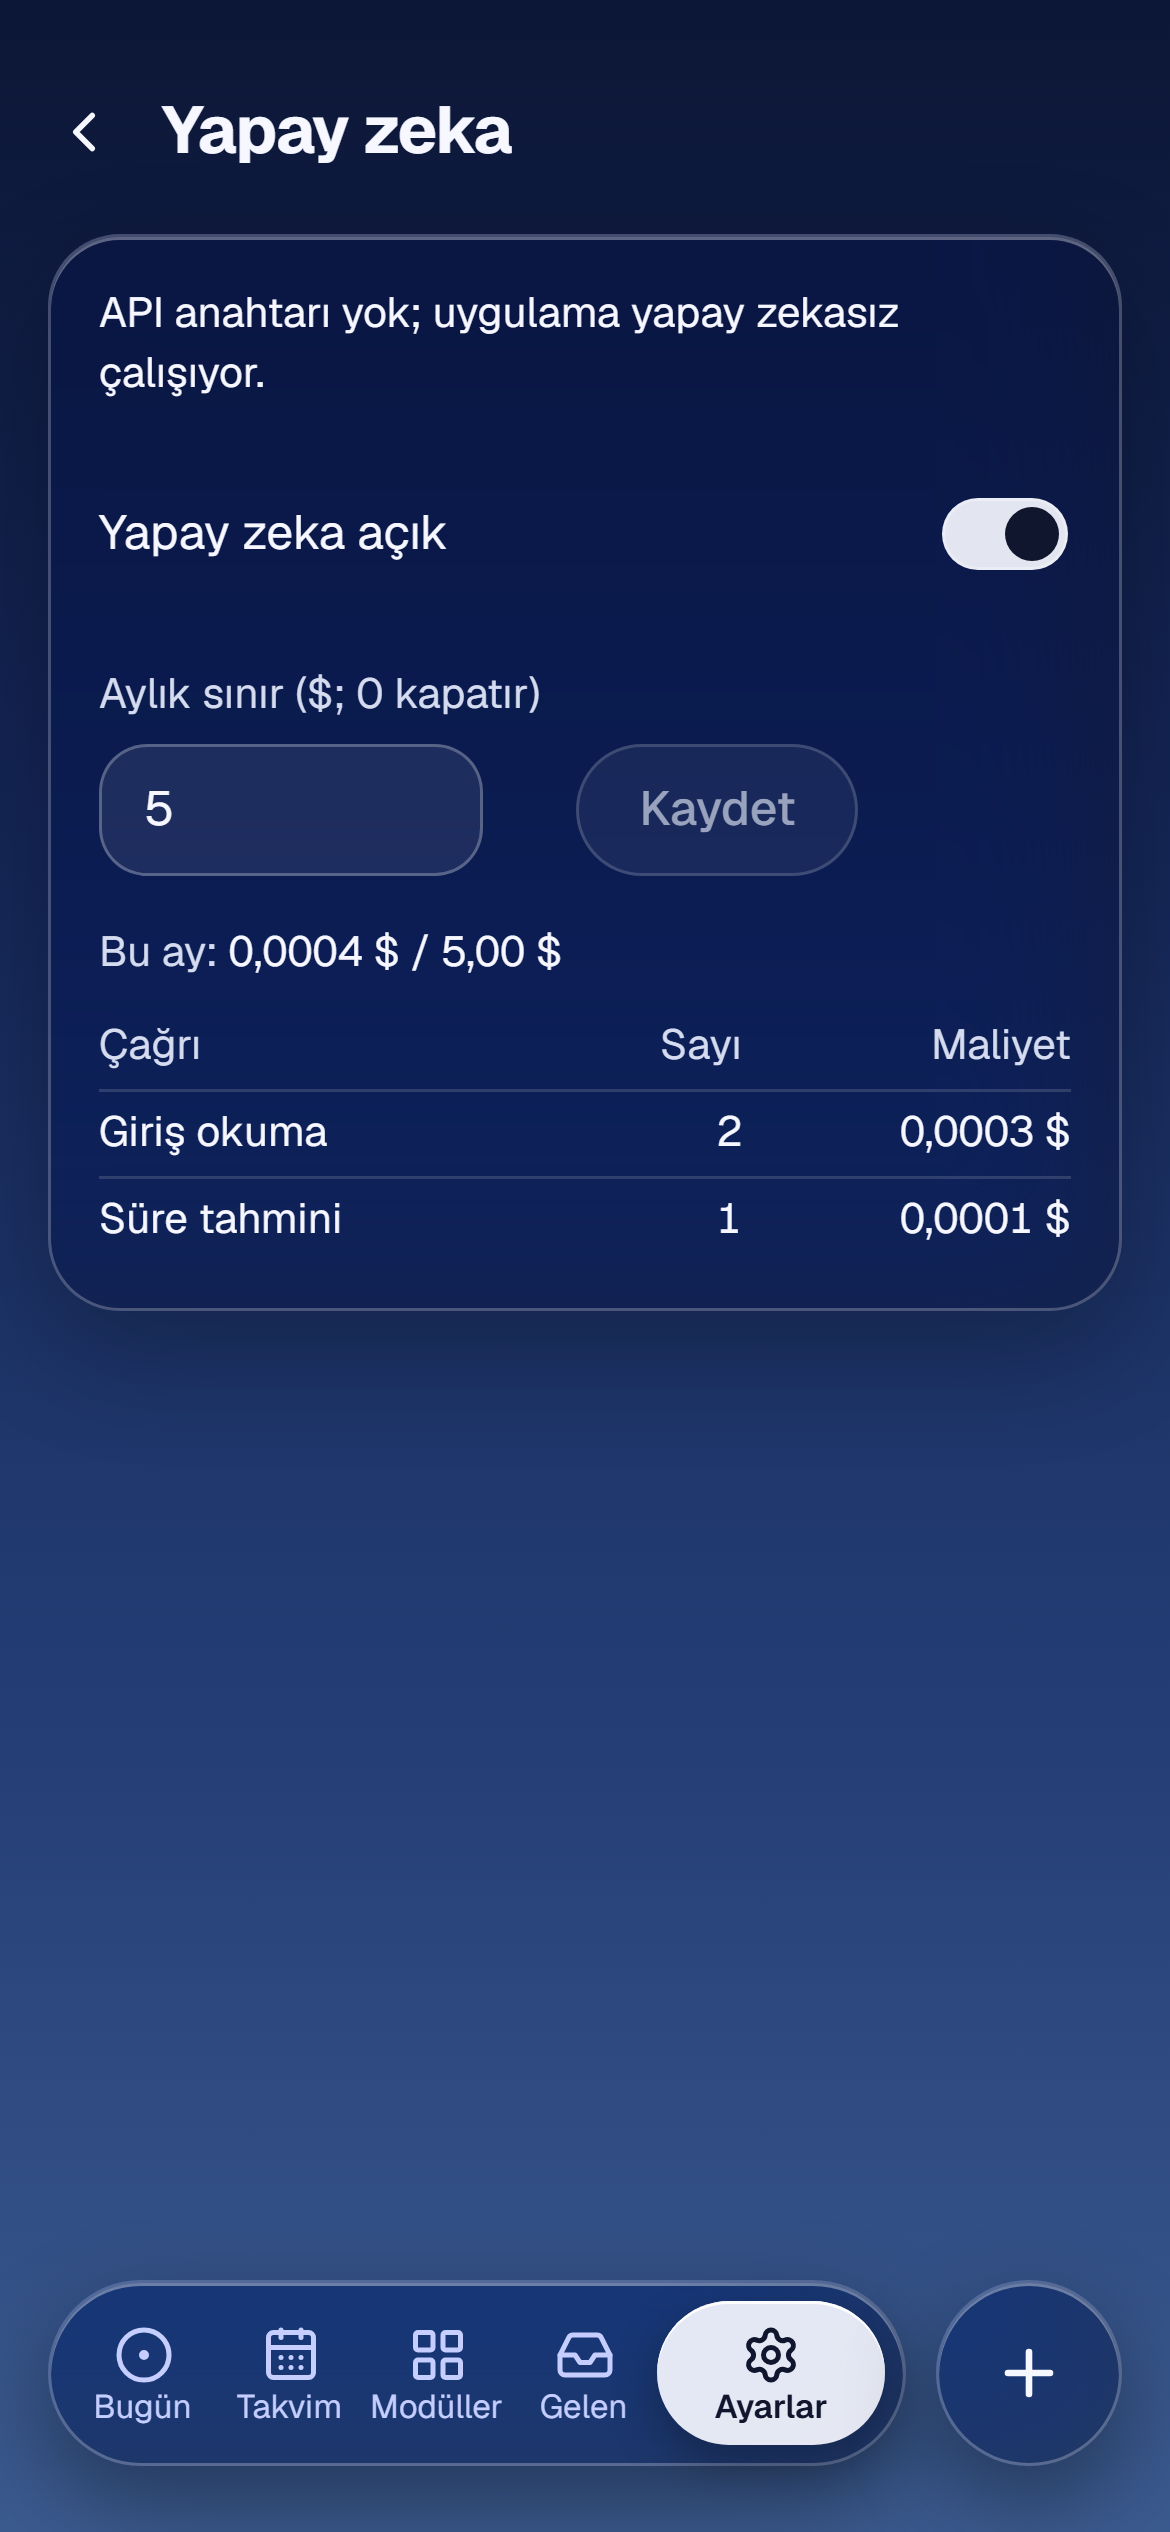 Yapay zeka
API anahtarı yok; uygulama yapay zekasız
çalışıyor.
Yapay zeka açık
Aylık sınır ($; 0 kapatır)
5 Kaydet
Bu ay: 0,0004 $ / 5,00 $
Çağrı Sayı Maliyet
Giriş okuma 2 0,0003 $
Süre tahmini 1 0,0001 $
Bugün Takvim Modüller Gelen Ayarlar